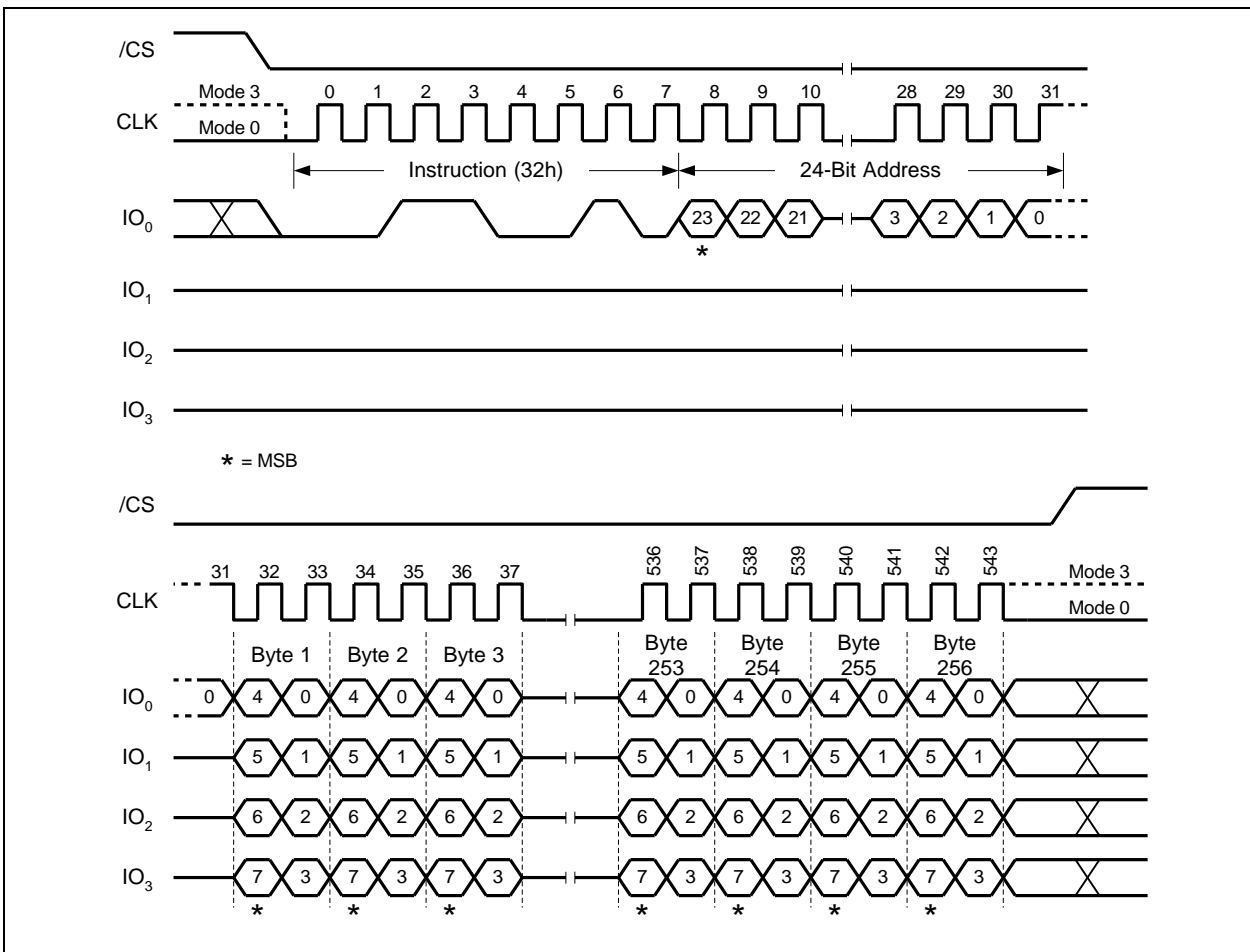 /CS
Mode 3 0 1 2 3 4 5 6 7 8 9 10 28 29 30 31
CLK
Mode 0
Instruction (32h) 24-Bit Address
IO0 23 22 21 3 2 1 0
*
IO1
IO2
IO3
* = MSB
/CS
31 32 33 34 35 36 37 536 537 538 539 540 541 542 543 Mode 3
CLK
Mode 0
Byte 1 Byte 2 Byte 3 Byte 253 Byte 254 Byte 255 Byte 256
IO0 0 4 0 4 0 4 0 4 0 4 0 4 0 4 0
IO1 5 1 5 1 5 1 5 1 5 1 5 1 5 1
IO2 6 2 6 2 6 2 6 2 6 2 6 2 6 2
IO3 7 3 7 3 7 3 7 3 7 3 7 3 7 3
* * * * * * *